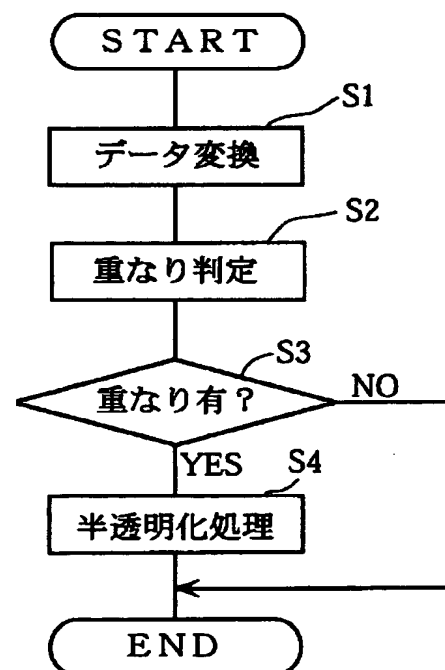 START
S1
データ変換
S2
重なり判定
S3
重なり有？
NO
YES
S4
半透明化処理
END